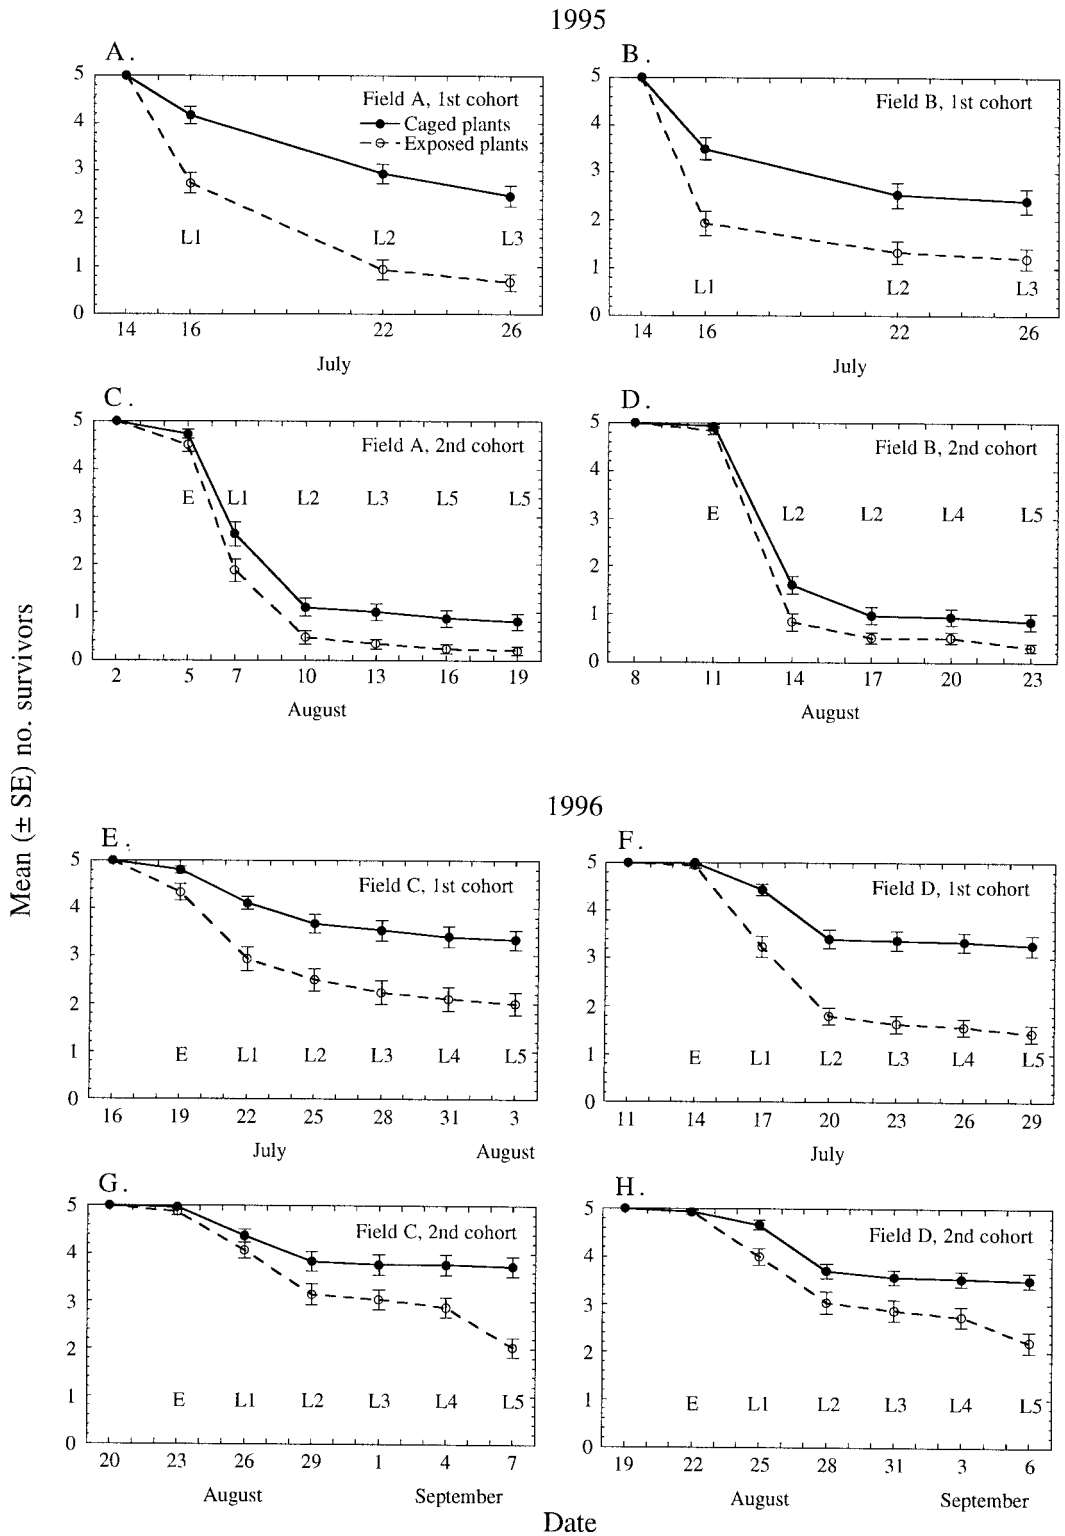 1995
A.
B.
5
4
3
2
1
0
Field A, 1st cohort
Caged plants
Exposed plants
L1 L2 L3
14 16 22 26
July
5
4
3
2
1
0
Field B, 1st cohort
L1 L2 L3
14 16 22 26
July
C.
D.
5
4
3
2
1
0
Field A, 2nd cohort
E L1 L2 L3 L5 L5
2 5 7 10 13 16 19
August
5
4
3
2
1
0
Field B, 2nd cohort
E L2 L2 L4 L5
8 11 14 17 20 23
August
Mean (± SE) no. survivors
1996
E.
F.
5
4
3
2
1
0
Field C, 1st cohort
E L1 L2 L3 L4 L5
16 19 22 25 28 31 3
July August
5
4
3
2
1
0
Field D, 1st cohort
E L1 L2 L3 L4 L5
11 14 17 20 23 26 29
July
G.
H.
5
4
3
2
1
0
Field C, 2nd cohort
E L1 L2 L3 L4 L5
20 23 26 29 1 4 7
August September
5
4
3
2
1
0
Field D, 2nd cohort
E L1 L2 L3 L4 L5
19 22 25 28 31 3 6
August September
Date